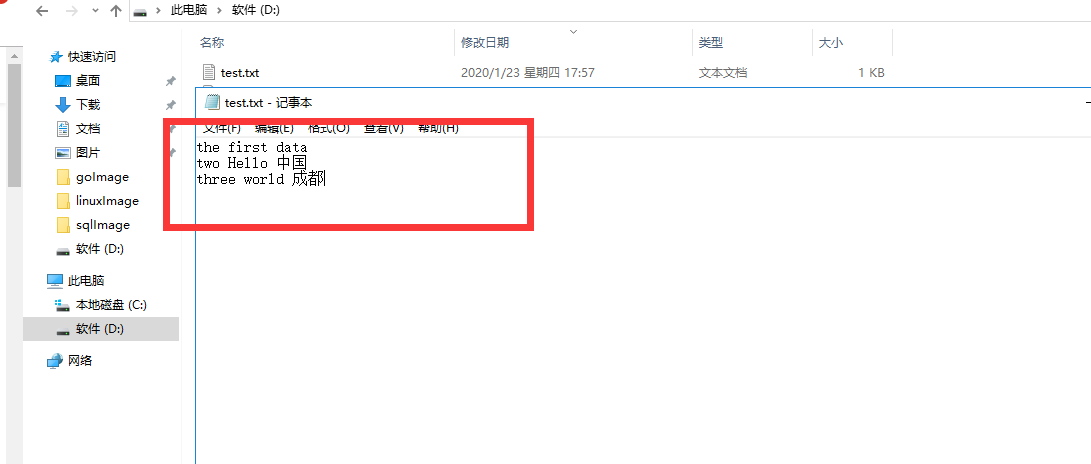 此电脑 软件 (D:)
名称 修改日期 类型 大小
test.txt 2020/1/23 星期四 17:57 文本文档 1 KB
快速访问
桌面
下载
文档
图片
goImage
linuxImage
sqlImage
软件 (D:)
此电脑
本地磁盘 (C:)
软件 (D:)
网络
test.txt - 记事本
文件(F) 编辑(E) 格式(O) 查看(V) 帮助(H)
the first data
two Hello 中国
three world 成都